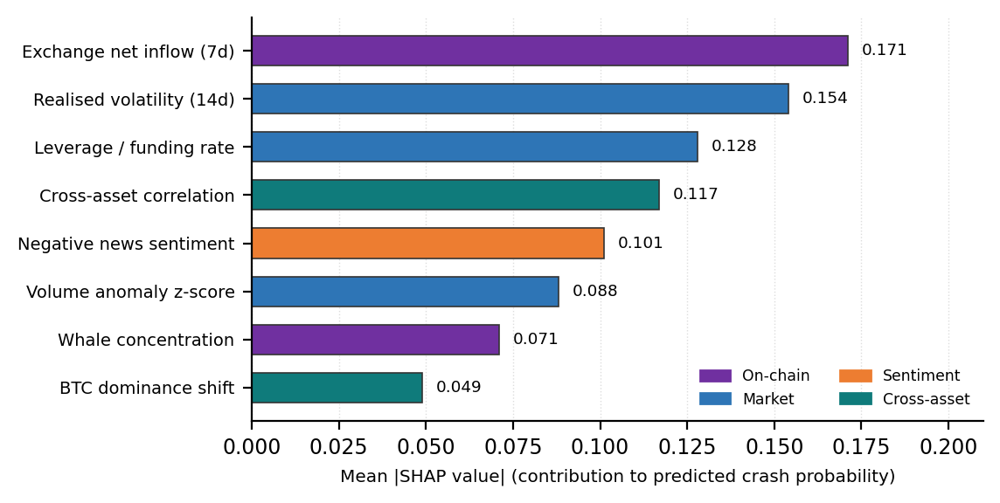 Exchange net inflow (7d) 0.171
Realised volatility (14d) 0.154
Leverage / funding rate 0.128
Cross-asset correlation 0.117
Negative news sentiment 0.101
Volume anomaly z-score 0.088
Whale concentration 0.071
BTC dominance shift 0.049
On-chain Sentiment
Market Cross-asset
0.000 0.025 0.050 0.075 0.100 0.125 0.150 0.175 0.200
Mean |SHAP value| (contribution to predicted crash probability)